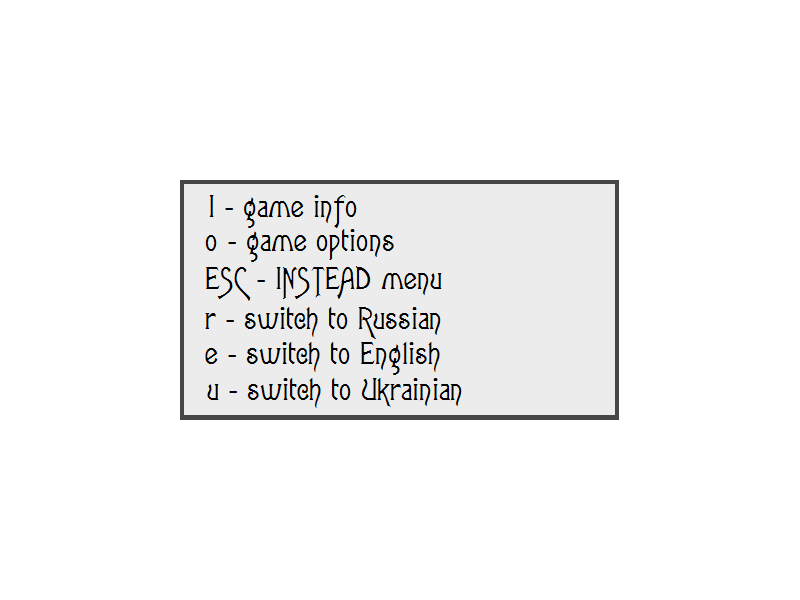 I - game info
o - game options
ESC - INSTEAD menu
r - switch to Russian
e - switch to English
u - switch to Ukrainian